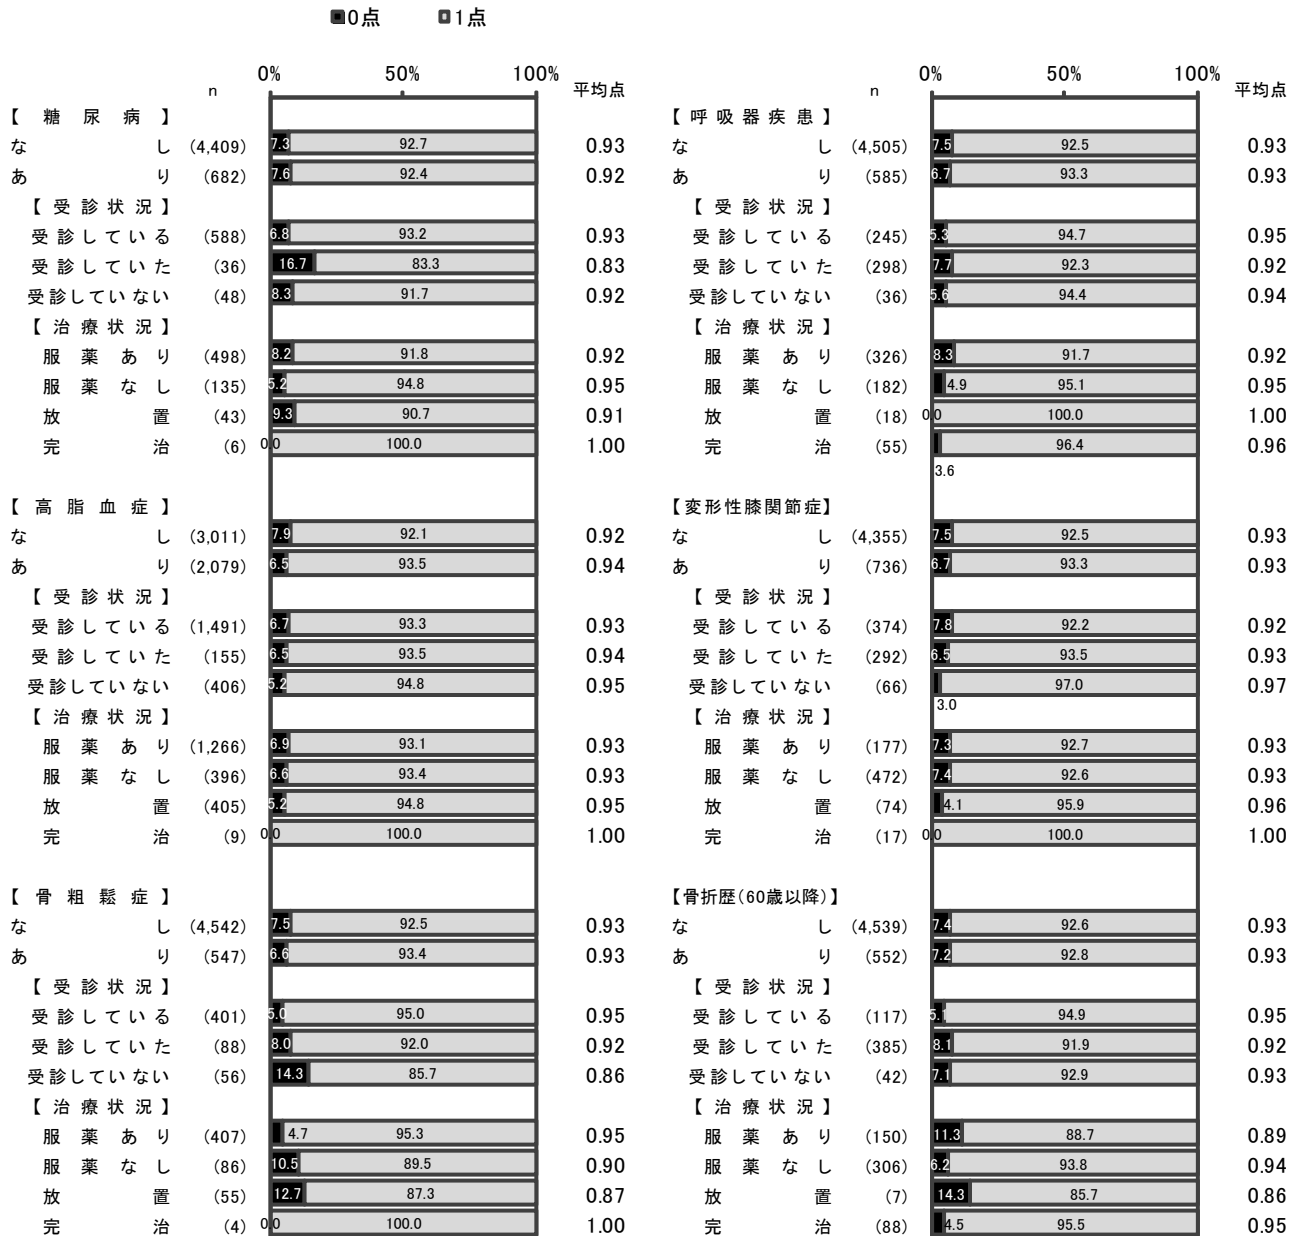 ■0点 □1点
n 0% 50% 100% 平均点
【 糖 尿 病 】
な し (4,409) 7.3 92.7 0.93
あ り (682) 7.6 92.4 0.92
【 受 診 状 況 】
受 診 し て い る (588) 6.8 93.2 0.93
受 診 し て い た (36) 16.7 83.3 0.83
受診していない (48) 8.3 91.7 0.92
【 治 療 状 況 】
服 薬 あ り (498) 8.2 91.8 0.92
服 薬 な し (135) 5.2 94.8 0.95
放 置 (43) 9.3 90.7 0.91
完 治 (6) 0.0 100.0 1.00
【 高 脂 血 症 】
な し (3,011) 7.9 92.1 0.92
あ り (2,079) 6.5 93.5 0.94
【 受 診 状 況 】
受 診 し て い る (1,491) 6.7 93.3 0.93
受 診 し て い た (155) 6.5 93.5 0.94
受診していない (406) 5.2 94.8 0.95
【 治 療 状 況 】
服 薬 あ り (1,266) 6.9 93.1 0.93
服 薬 な し (396) 6.6 93.4 0.93
放 置 (405) 5.2 94.8 0.95
完 治 (9) 0.0 100.0 1.00
【 骨 粗 鬆 症 】
な し (4,542) 7.5 92.5 0.93
あ り (547) 6.6 93.4 0.93
【 受 診 状 況 】
受 診 し て い る (401) 5.0 95.0 0.95
受 診 し て い た (88) 8.0 92.0 0.92
受診していない (56) 14.3 85.7 0.86
【 治 療 状 況 】
服 薬 あ り (407) 4.7 95.3 0.95
服 薬 な し (86) 10.5 89.5 0.90
放 置 (55) 12.7 87.3 0.87
完 治 (4) 0.0 100.0 1.00
n 0% 50% 100% 平均点
【 呼 吸 器 疾 患 】
な し (4,505) 7.5 92.5 0.93
あ り (585) 6.7 93.3 0.93
【 受 診 状 況 】
受 診 し て い る (245) 5.3 94.7 0.95
受 診 し て い た (298) 7.7 92.3 0.92
受診していない (36) 5.6 94.4 0.94
【 治 療 状 況 】
服 薬 あ り (326) 8.3 91.7 0.92
服 薬 な し (182) 4.9 95.1 0.95
放 置 (18) 0.0 100.0 1.00
完 治 (55) 96.4 0.96
3.6
【変形性膝関節症】
な し (4,355) 7.5 92.5 0.93
あ り (736) 6.7 93.3 0.93
【 受 診 状 況 】
受 診 し て い る (374) 7.8 92.2 0.92
受 診 し て い た (292) 6.5 93.5 0.93
受診していない (66) 97.0 0.97
3.0
【 治 療 状 況 】
服 薬 あ り (177) 7.3 92.7 0.93
服 薬 な し (472) 7.4 92.6 0.93
放 置 (74) 4.1 95.9 0.96
完 治 (17) 0.0 100.0 1.00
【骨折歴(60歳以降)】
な し (4,539) 7.4 92.6 0.93
あ り (552) 7.2 92.8 0.93
【 受 診 状 況 】
受 診 し て い る (117) 5.1 94.9 0.95
受 診 し て い た (385) 8.1 91.9 0.92
受診していない (42) 7.1 92.9 0.93
【 治 療 状 況 】
服 薬 あ り (150) 11.3 88.7 0.89
服 薬 な し (306) 6.2 93.8 0.94
放 置 (7) 14.3 85.7 0.86
完 治 (88) 4.5 95.5 0.95